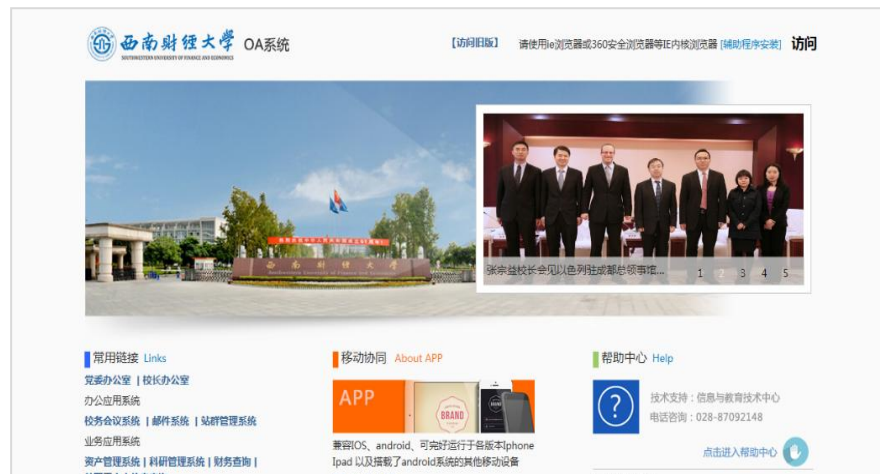 西南财经大学 OA系统
SOUTHWESTERN UNIVERSITY OF FINANCE AND ECONOMICS
【访问旧版】 请使用ie浏览器或360安全浏览器等IE内核浏览器 [辅助程序安装] 访问
西南财经大学
张宗益校长会见以色列驻成都总领事馆... 1 2 3 4 5
常用链接 Links
党委办公室 | 校长办公室
办公应用系统
校务会议系统 | 邮件系统 | 站群管理系统
业务应用系统
资产管理系统 | 科研管理系统 | 财务查询 |
移动协同 About APP
APP
BRAND
兼容IOS、android、可完好运行于各版本Iphone
Ipad 以及搭载了android系统的其他移动设备
帮助中心 Help
?
技术支持：信息与教育技术中心
电话咨询：028-87092148
点击进入帮助中心